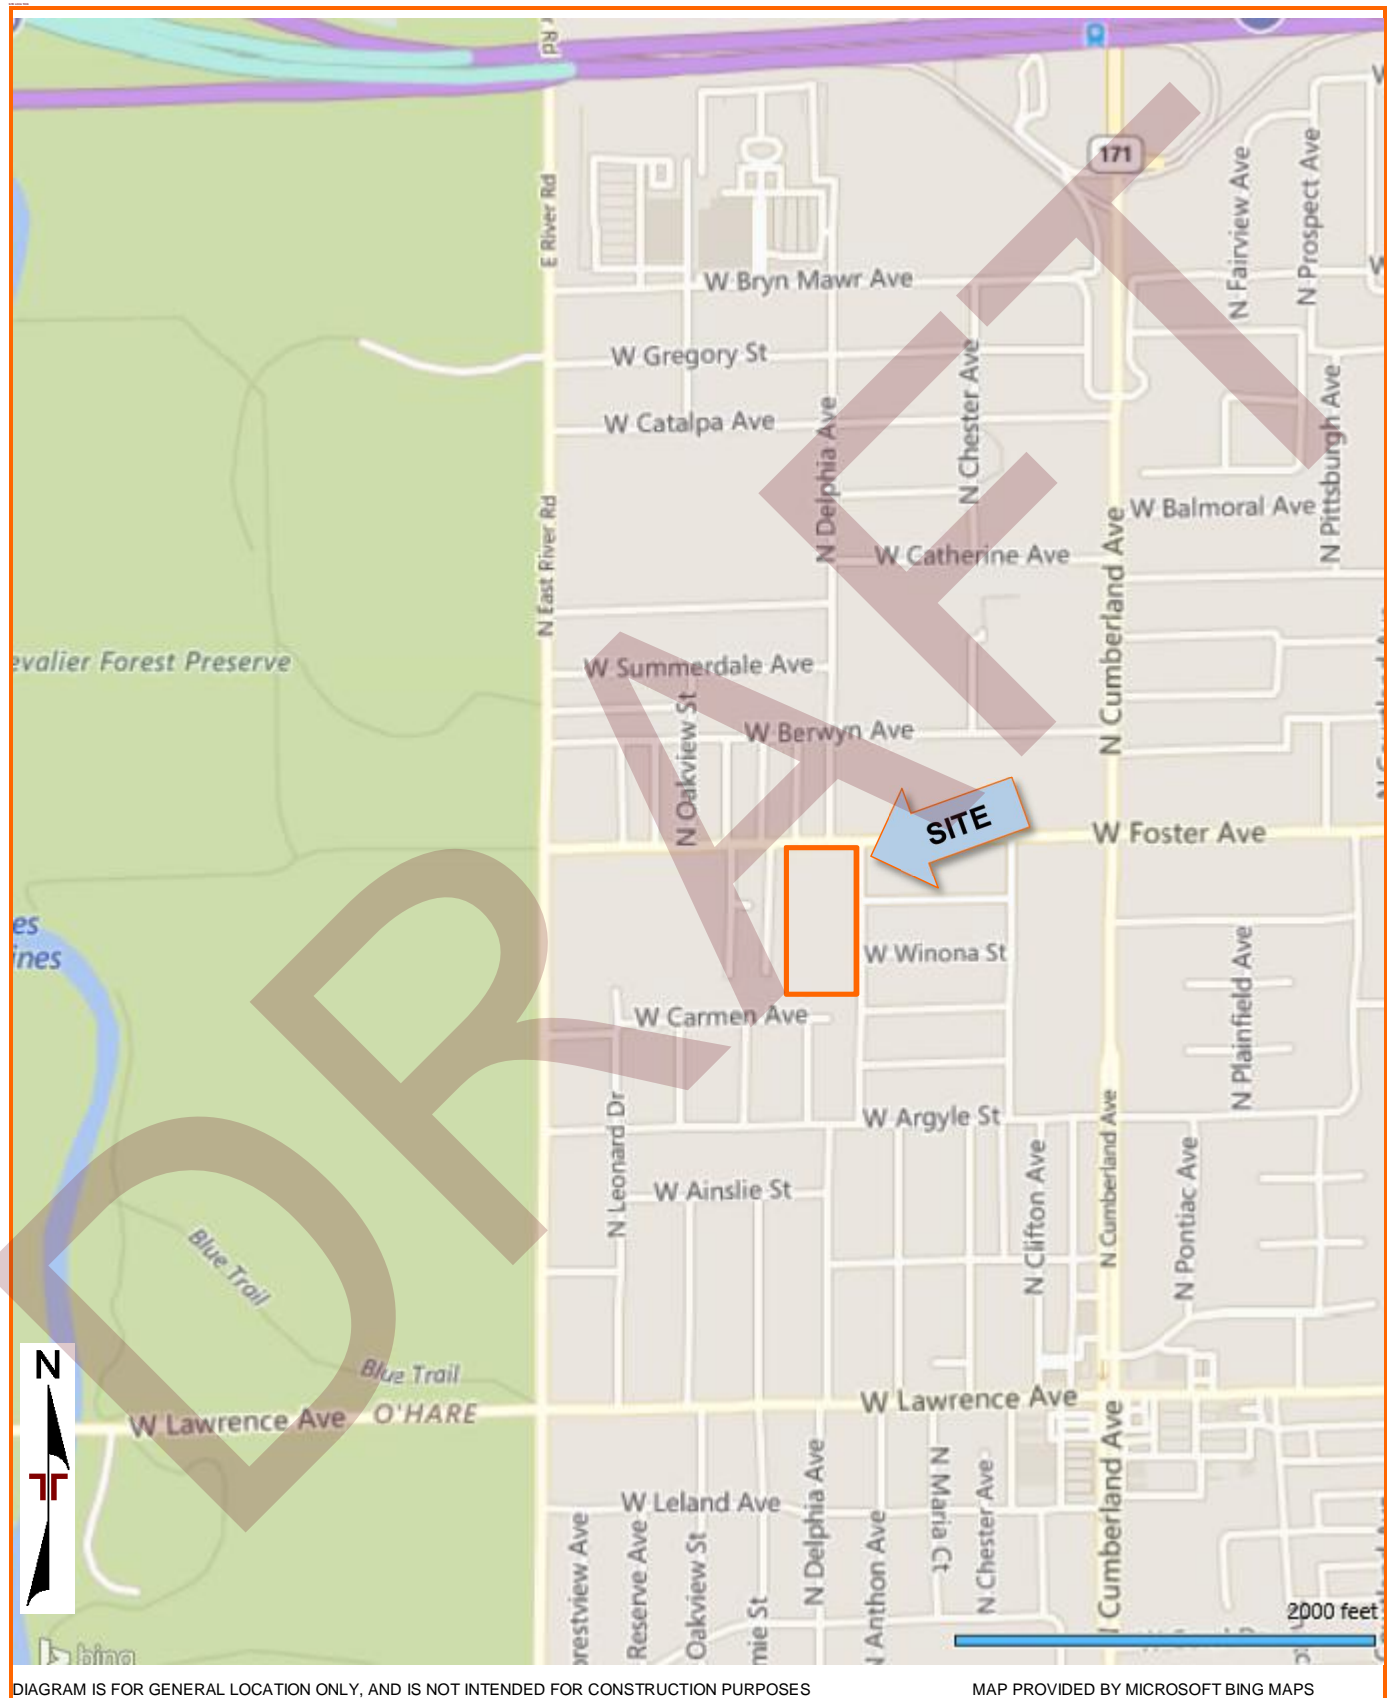 Rd
171
E River Rd
N Fairview Ave
N Prospect Ave
W Bryn Mawr Ave
W Gregory St
N Chester Ave
W Catalpa Ave
N Delphia Ave
N Pittsburgh Ave
W Balmoral Ave
N East River Rd
W Catherine Ave
N Cumberland Ave
evalier Forest Preserve
W Summerdale Ave
N Oakview St
W Berwyn Ave
SITE
W Foster Ave
es
ines
W Winona St
N Plainfield Ave
W Carmen Ave
N Leonard Dr
W Argyle St
N Cumberland Ave
N Clifton Ave
N Pontiac Ave
W Ainslie St
Blue Trail
Blue Trail
N
W Lawrence Ave
O'HARE
W Lawrence Ave
Cumberland Ave
W Leland Ave
N Delphia Ave
N Maria Ct
N Chester Ave
restview Ave
Reserve Ave
Oakview St
mie St
N Anthon Ave
2000 feet
bing
DRAFT
DIAGRAM IS FOR GENERAL LOCATION ONLY, AND IS NOT INTENDED FOR CONSTRUCTION PURPOSES
MAP PROVIDED BY MICROSOFT BING MAPS